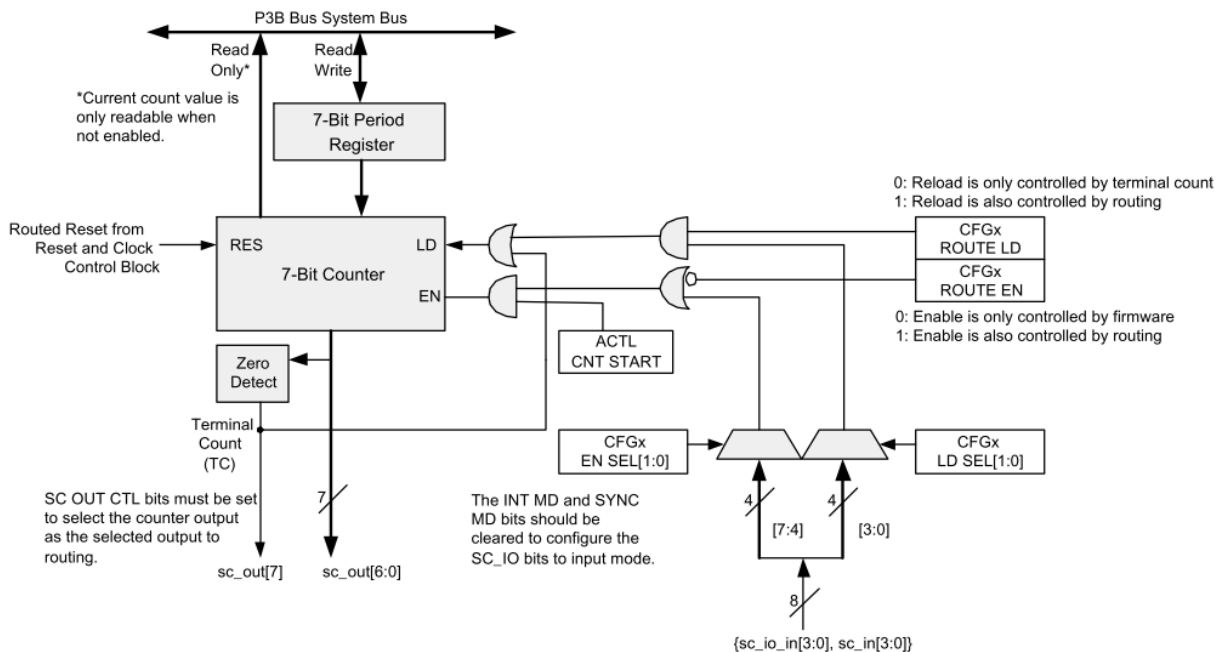 P3B Bus System Bus
Read
Only*
Read
Write
*Current count value is
only readable when
not enabled.
7-Bit Period
Register
0: Reload is only controlled by terminal count
1: Reload is also controlled by routing
Routed Reset from
Reset and Clock
Control Block
RES
LD
7-Bit Counter
EN
CFGx
ROUTE LD
CFGx
ROUTE EN
0: Enable is only controlled by firmware
1: Enable is also controlled by routing
ACTL
CNT START
Zero
Detect
Terminal
Count
(TC)
CFGx
EN SEL[1:0]
CFGx
LD SEL[1:0]
SC OUT CTL bits must be set
to select the counter output
as the selected output to
routing.
7
The INT MD and SYNC
MD bits should be
cleared to configure the
SC_IO bits to input mode.
4
4
[7:4]
[3:0]
sc_out[7]
sc_out[6:0]
8
{sc_io_in[3:0], sc_in[3:0]}